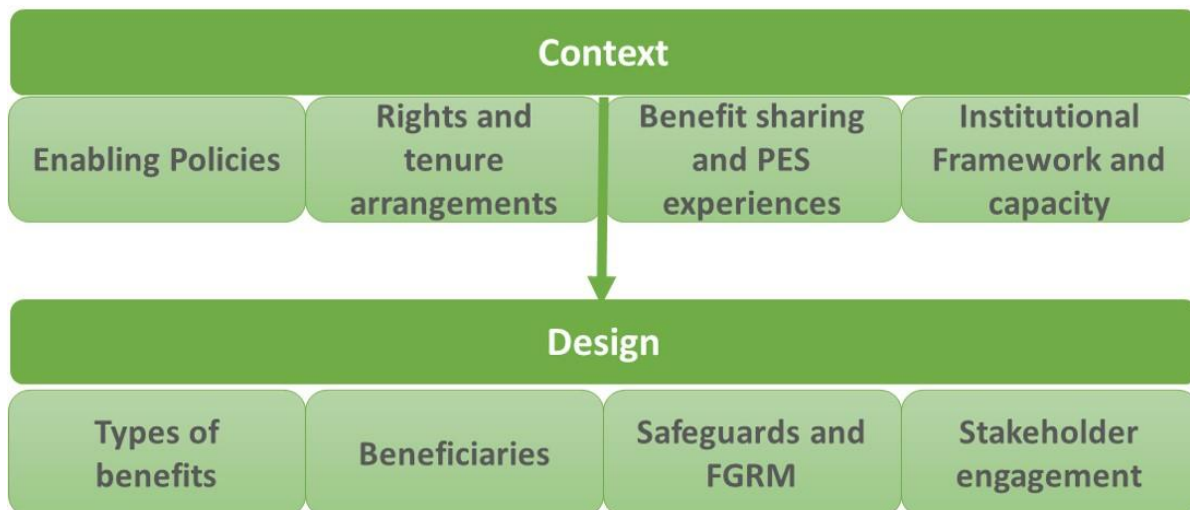 Context
Enabling Policies
Rights and
tenure
arrangements
Benefit sharing
and PES
experiences
Institutional
Framework and
capacity
Design
Types of
benefits
Beneficiaries
Safeguards and
FGRM
Stakeholder
engagement